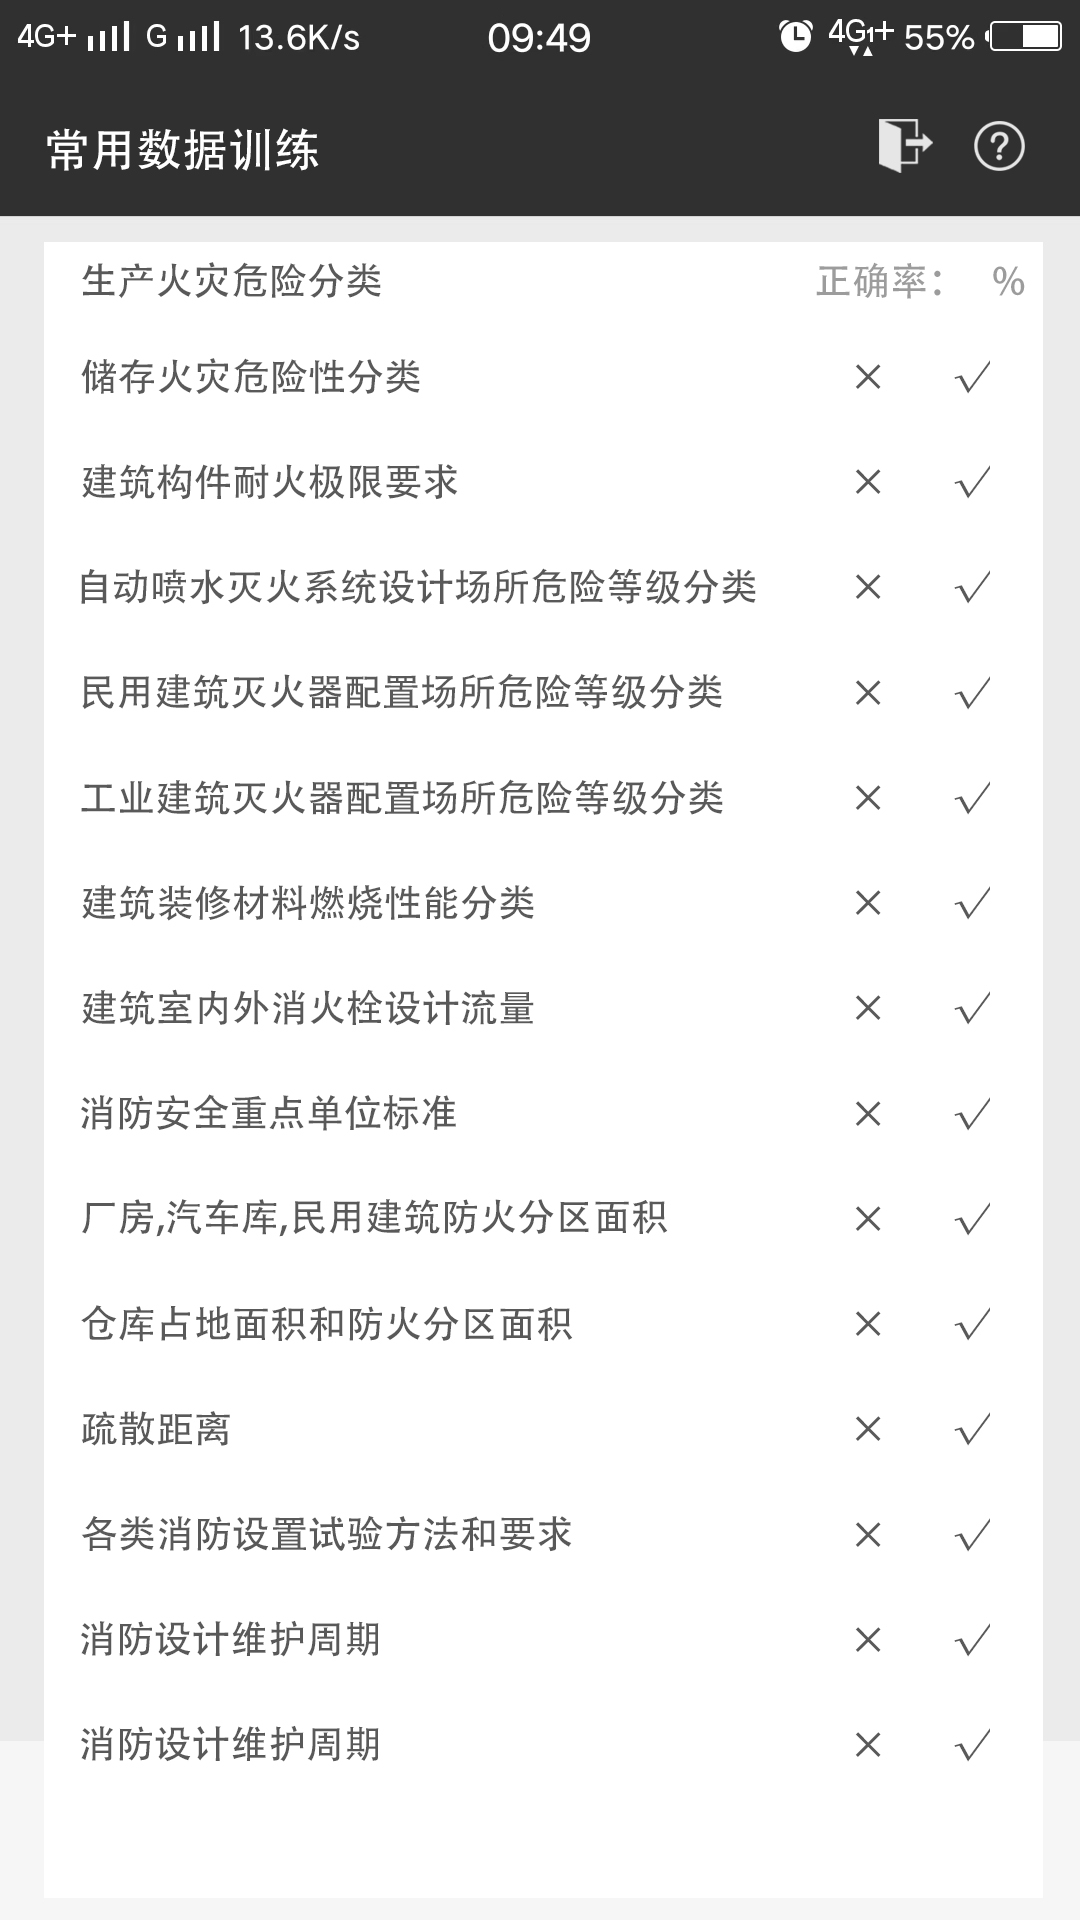 4G+ G 13.6K/s 09:49 4G1+ 55%
常用数据训练 ?
生产火灾危险分类 正确率： %
储存火灾危险性分类 × √
建筑构件耐火极限要求 × √
自动喷水灭火系统设计场所危险等级分类 × √
民用建筑灭火器配置场所危险等级分类 × √
工业建筑灭火器配置场所危险等级分类 × √
建筑装修材料燃烧性能分类 × √
建筑室内外消火栓设计流量 × √
消防安全重点单位标准 × √
厂房,汽车库,民用建筑防火分区面积 × √
仓库占地面积和防火分区面积 × √
疏散距离 × √
各类消防设置试验方法和要求 × √
消防设计维护周期 × √
消防设计维护周期 × √